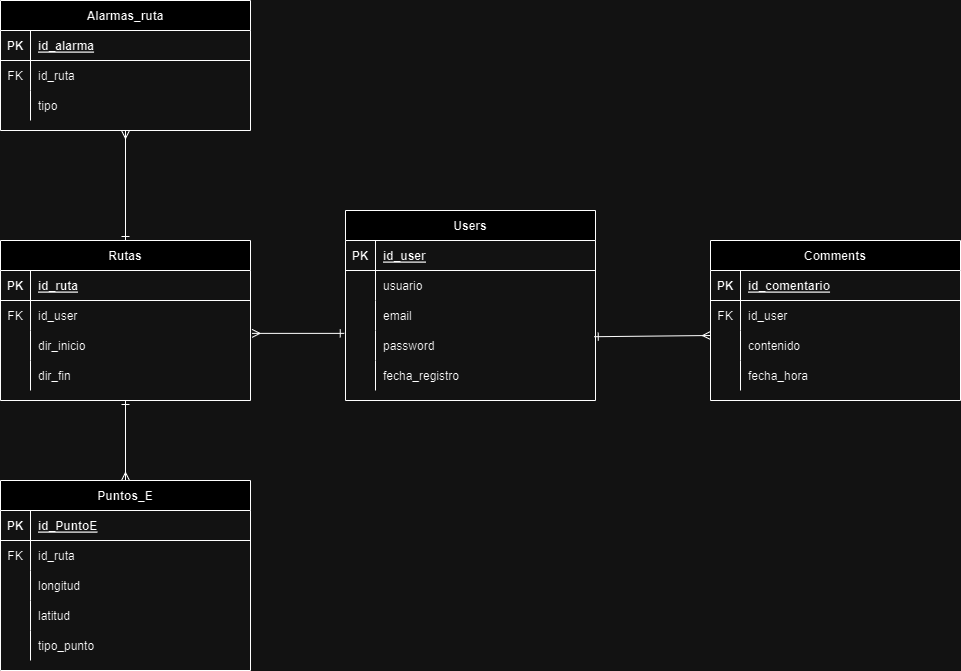 Alarmas_ruta
PK id_alarma
FK id_ruta
tipo
Rutas
PK id_ruta
FK id_user
dir_inicio
dir_fin
Users
PK id_user
usuario
email
password
fecha_registro
Comments
PK id_comentario
FK id_user
contenido
fecha_hora
Puntos_E
PK id_PuntoE
FK id_ruta
longitud
latitud
tipo_punto